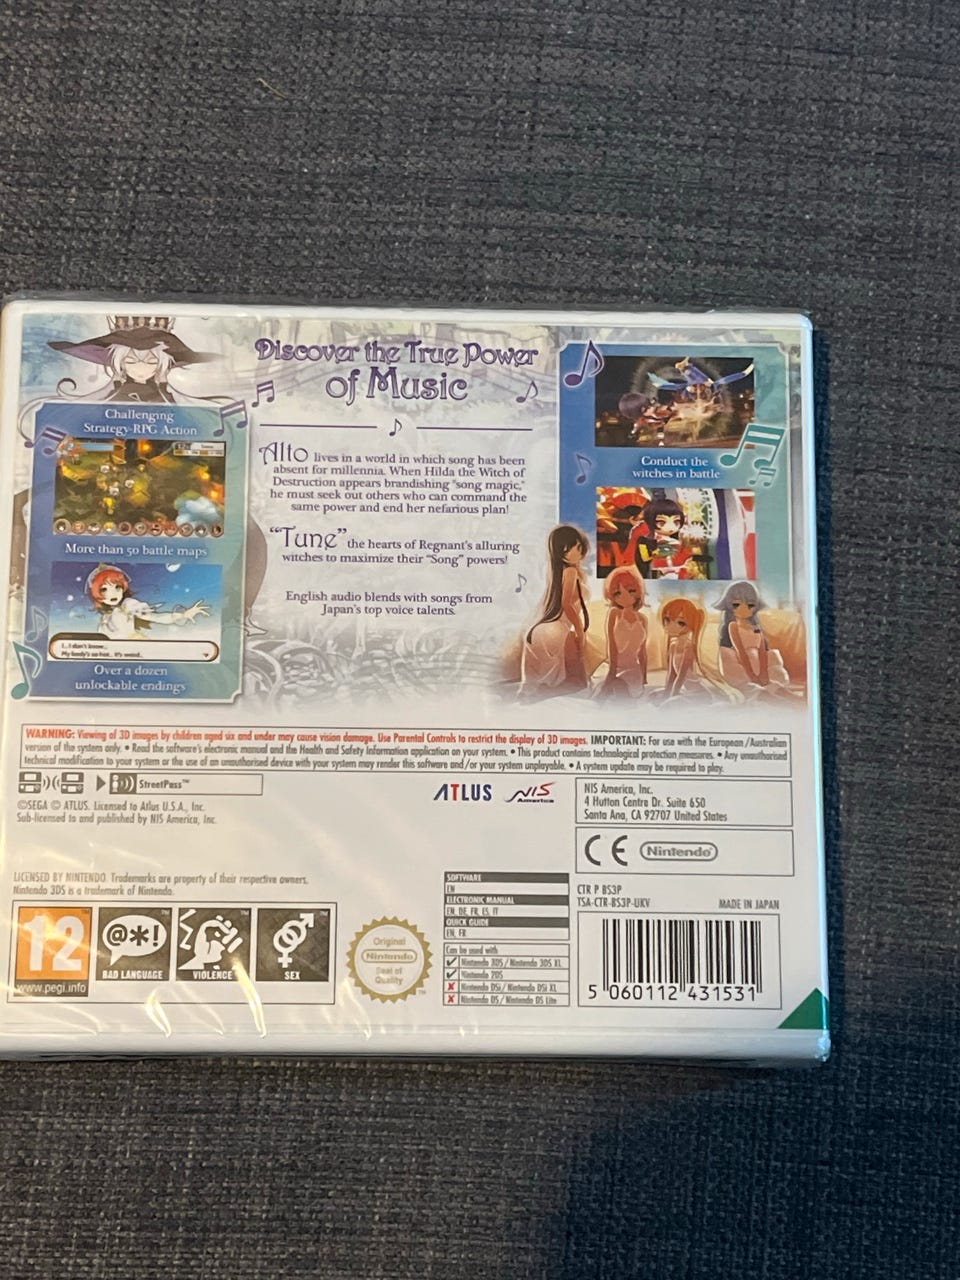 Discover the True Power
of Music
Challenging
Strategy-RPG Action
More than 50 battle maps
I...I don't know...
My body's so hot... It's weird...
Over a dozen
unlockable endings
Alto lives in a world in which song has been
absent for millennia. When Hilda the Witch of
Destruction appears brandishing "song magic,"
he must seek out others who can command the
same power and end her nefarious plan!
"Tune" the hearts of Regnant's alluring
witches to maximize their "Song" powers!
English audio blends with songs from
Japan's top voice talents.
Conduct the
witches in battle
WARNING: Viewing of 3D images by children aged six and under may cause vision damage. Use Parental Controls to restrict the display of 3D images. IMPORTANT: For use with the European/Australian
version of the system only. • Read the software's electronic manual and the Health and Safety Information application on your system. • This product contains technological protection measures. • Any unauthorised
technical modification to your system or the use of an unauthorised device with your system may render this software and/or your system unplayable. • A system update may be required to play.
StreetPass™
©SEGA © ATLUS. Licensed to Atlus U.S.A., Inc.
Sub-licensed to and published by NIS America, Inc.
ATLUS
NIS America
NIS America, Inc.
4 Hutton Centre Dr. Suite 650
Santa Ana, CA 92707 United States
CE
Nintendo
LICENSED BY NINTENDO. Trademarks are property of their respective owners.
Nintendo 3DS is a trademark of Nintendo.
12
www.pegi.info
@*!
BAD LANGUAGE
VIOLENCE
SEX
Original
Nintendo
Seal of
Quality
™
SOFTWARE
EN
ELECTRONIC MANUAL
EN, DE, FR, ES, IT
QUICK GUIDE
EN, FR
Can be used with
✓ Nintendo 3DS / Nintendo 3DS XL
✓ Nintendo 2DS
✗ Nintendo DSi / Nintendo DSi XL
✗ Nintendo DS / Nintendo DS Lite
CTR P BS3P
TSA-CTR-BS3P-UKV
MADE IN JAPAN
5 060112 431531